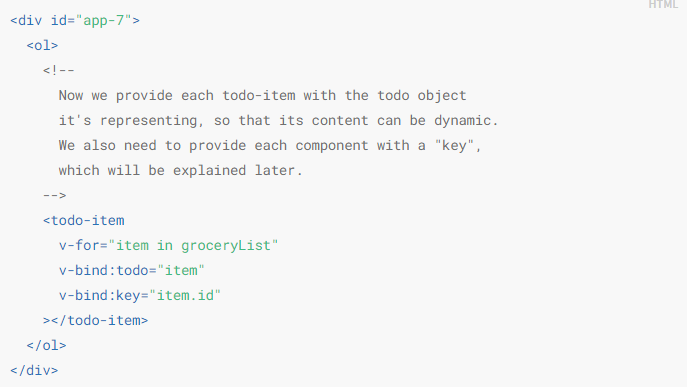 HTML
<div id="app-7">
  <ol>
    <!--
      Now we provide each todo-item with the todo object
      it's representing, so that its content can be dynamic.
      We also need to provide each component with a "key",
      which will be explained later.
    -->
    <todo-item
      v-for="item in groceryList"
      v-bind:todo="item"
      v-bind:key="item.id"
    ></todo-item>
  </ol>
</div>